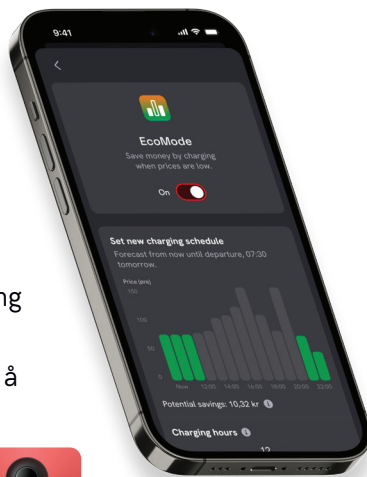 9:41
EcoMode
Save money by charging
when prices are low.
On
Set new charging schedule
Forecast from now until departure, 07:30
tomorrow.
Price (øre)
150
100
50
0
Now 12:00 14:00 16:00 18:00 20:00 22:00
Potential savings: 10,32 kr
Charging hours
12
ng
å